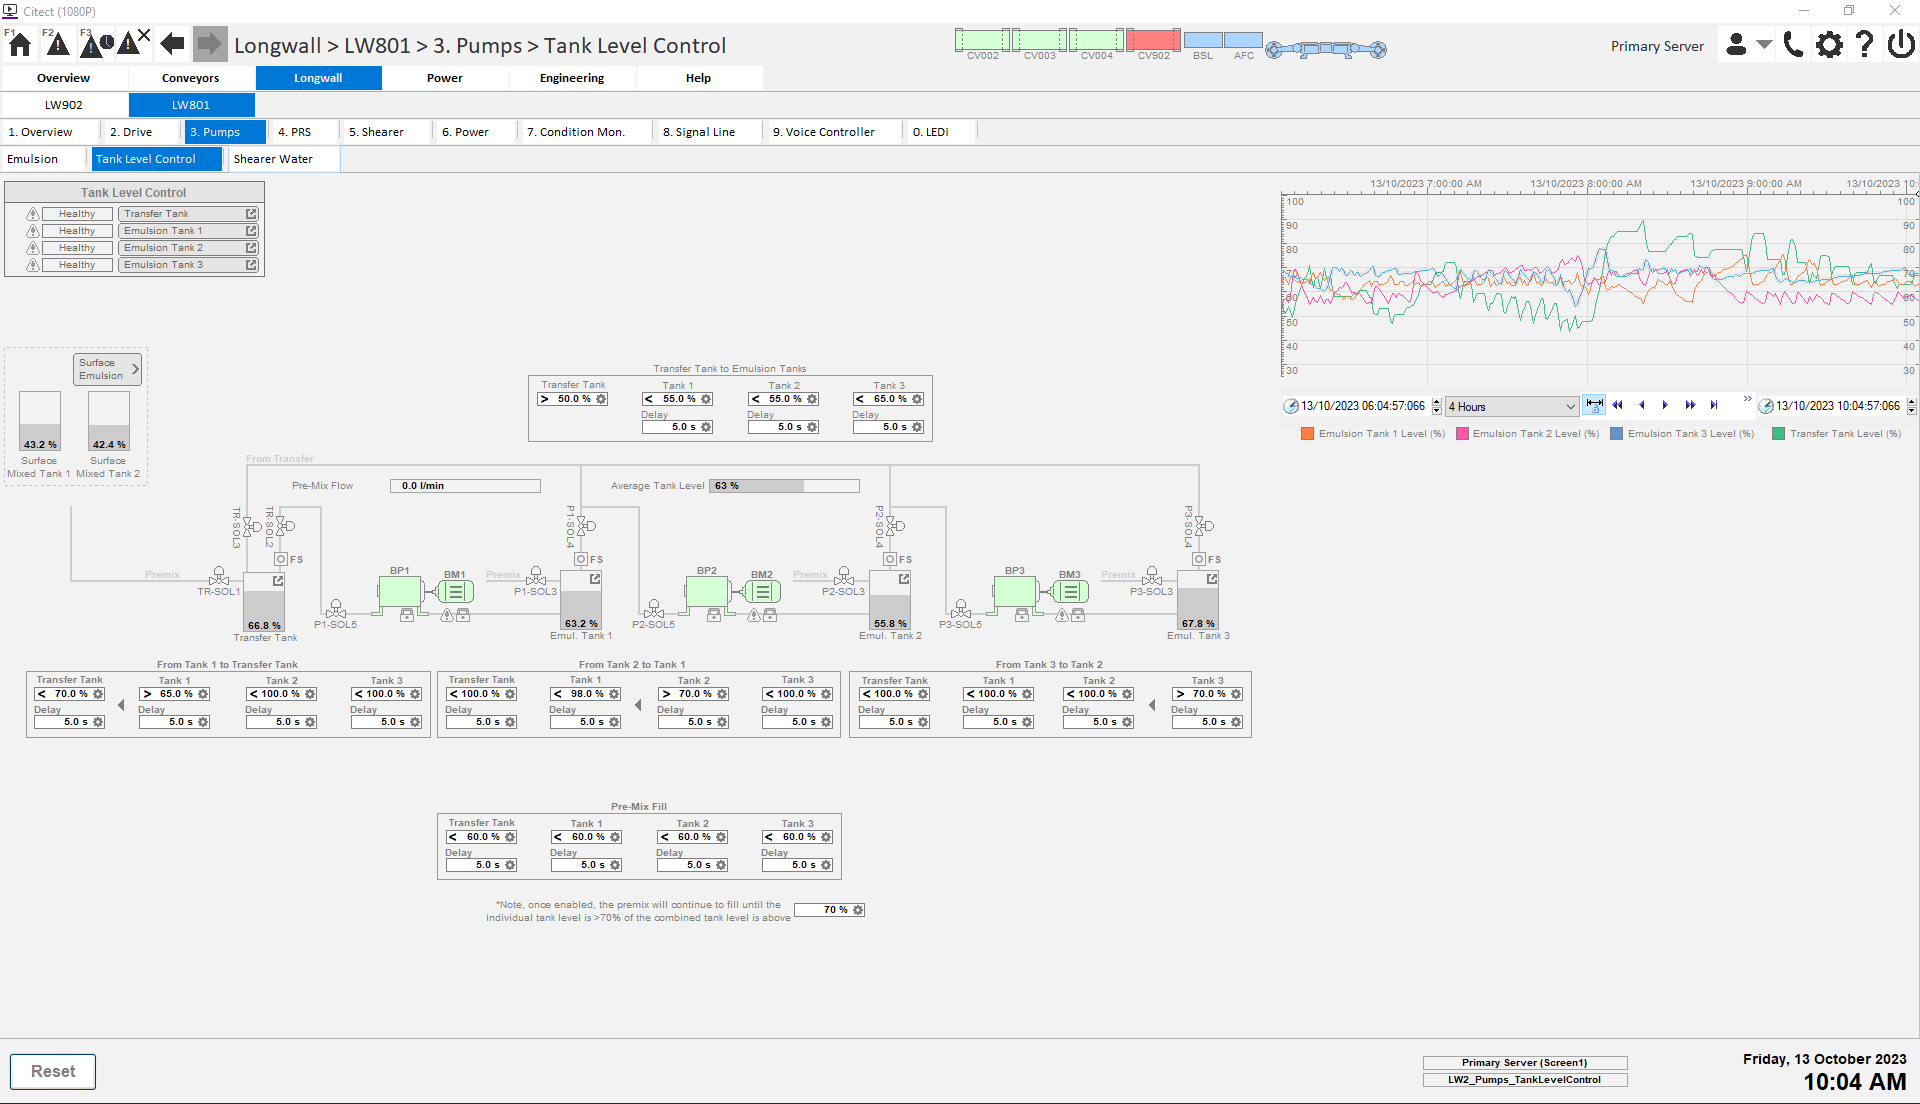 Citect (1080P)
F1 F2 F3
Longwall > LW801 > 3. Pumps > Tank Level Control
CV002 CV003 CV004 CV902 BSL AFC
Primary Server
Overview Conveyors Longwall Power Engineering Help
LW902 LW801
1. Overview 2. Drive 3. Pumps 4. PRS 5. Shearer 6. Power 7. Condition Mon. 8. Signal Line 9. Voice Controller 0. LEDi
Emulsion Tank Level Control Shearer Water
Tank Level Control
Healthy Transfer Tank
Healthy Emulsion Tank 1
Healthy Emulsion Tank 2
Healthy Emulsion Tank 3
13/10/2023 7:00:00 AM 13/10/2023 8:00:00 AM 13/10/2023 9:00:00 AM 13/10/2023 10:
100 100
90 90
80 80
70 70
60 60
50 50
40 40
30 30
13/10/2023 06:04:57:066 4 Hours 13/10/2023 10:04:57:066
Emulsion Tank 1 Level (%) Emulsion Tank 2 Level (%) Emulsion Tank 3 Level (%) Transfer Tank Level (%)
Surface
Emulsion
43.2 % 42.4 %
Surface Surface
Mixed Tank 1 Mixed Tank 2
Transfer Tank to Emulsion Tanks
Transfer Tank Tank 1 Tank 2 Tank 3
> 50.0 % < 55.0 % < 55.0 % < 65.0 %
Delay Delay Delay
5.0 s 5.0 s 5.0 s
From Transfer
Pre-Mix Flow 0.0 l/min Average Tank Level 63 %
TR-SOL3 TR-SOL2 P1-SOL4 P2-SOL4 P3-SOL4
FS FS FS FS
Premix BP1 BM1 Premix BP2 BM2 Premix BP3 BM3 Premix
TR-SOL1 P1-SOL3 P2-SOL3 P3-SOL3
P1-SOL5 P2-SOL5 P3-SOL5
66.8 % 63.2 % 55.8 % 67.8 %
Transfer Tank Emul. Tank 1 Emul. Tank 2 Emul. Tank 3
From Tank 1 to Transfer Tank
Transfer Tank Tank 1 Tank 2 Tank 3
< 70.0 % > 65.0 % < 100.0 % < 100.0 %
Delay Delay Delay Delay
5.0 s 5.0 s 5.0 s 5.0 s
From Tank 2 to Tank 1
Transfer Tank Tank 1 Tank 2 Tank 3
< 100.0 % < 98.0 % > 70.0 % < 100.0 %
Delay Delay Delay Delay
5.0 s 5.0 s 5.0 s 5.0 s
From Tank 3 to Tank 2
Transfer Tank Tank 1 Tank 2 Tank 3
< 100.0 % < 100.0 % < 100.0 % > 70.0 %
Delay Delay Delay Delay
5.0 s 5.0 s 5.0 s 5.0 s
Pre-Mix Fill
Transfer Tank Tank 1 Tank 2 Tank 3
< 60.0 % < 60.0 % < 60.0 % < 60.0 %
Delay Delay Delay Delay
5.0 s 5.0 s 5.0 s 5.0 s
*Note, once enabled, the premix will continue to fill until the
individual tank level is >70% of the combined tank level is above 70 %
Reset
Primary Server (Screen1)
LW2_Pumps_TankLevelControl
Friday, 13 October 2023
10:04 AM